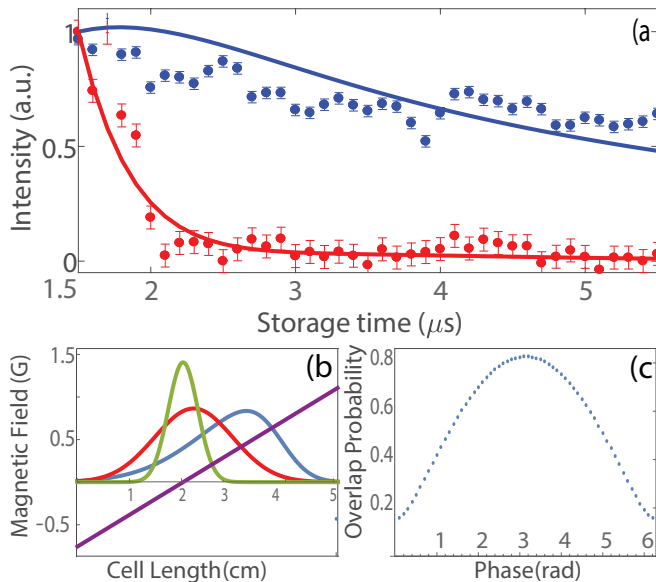 (a
Intensity (a.u.)
1
0.5
0
1.5 2 3 4 5
Storage time (μs)
(b)
Magnetic Field (G)
1.5
0.5
-0.5
1 2 3 4 5
Cell Length(cm)
(c)
Overlap Probability
0.8
0.6
0.4
0.2
1 2 3 4 5 6
Phase(rad)